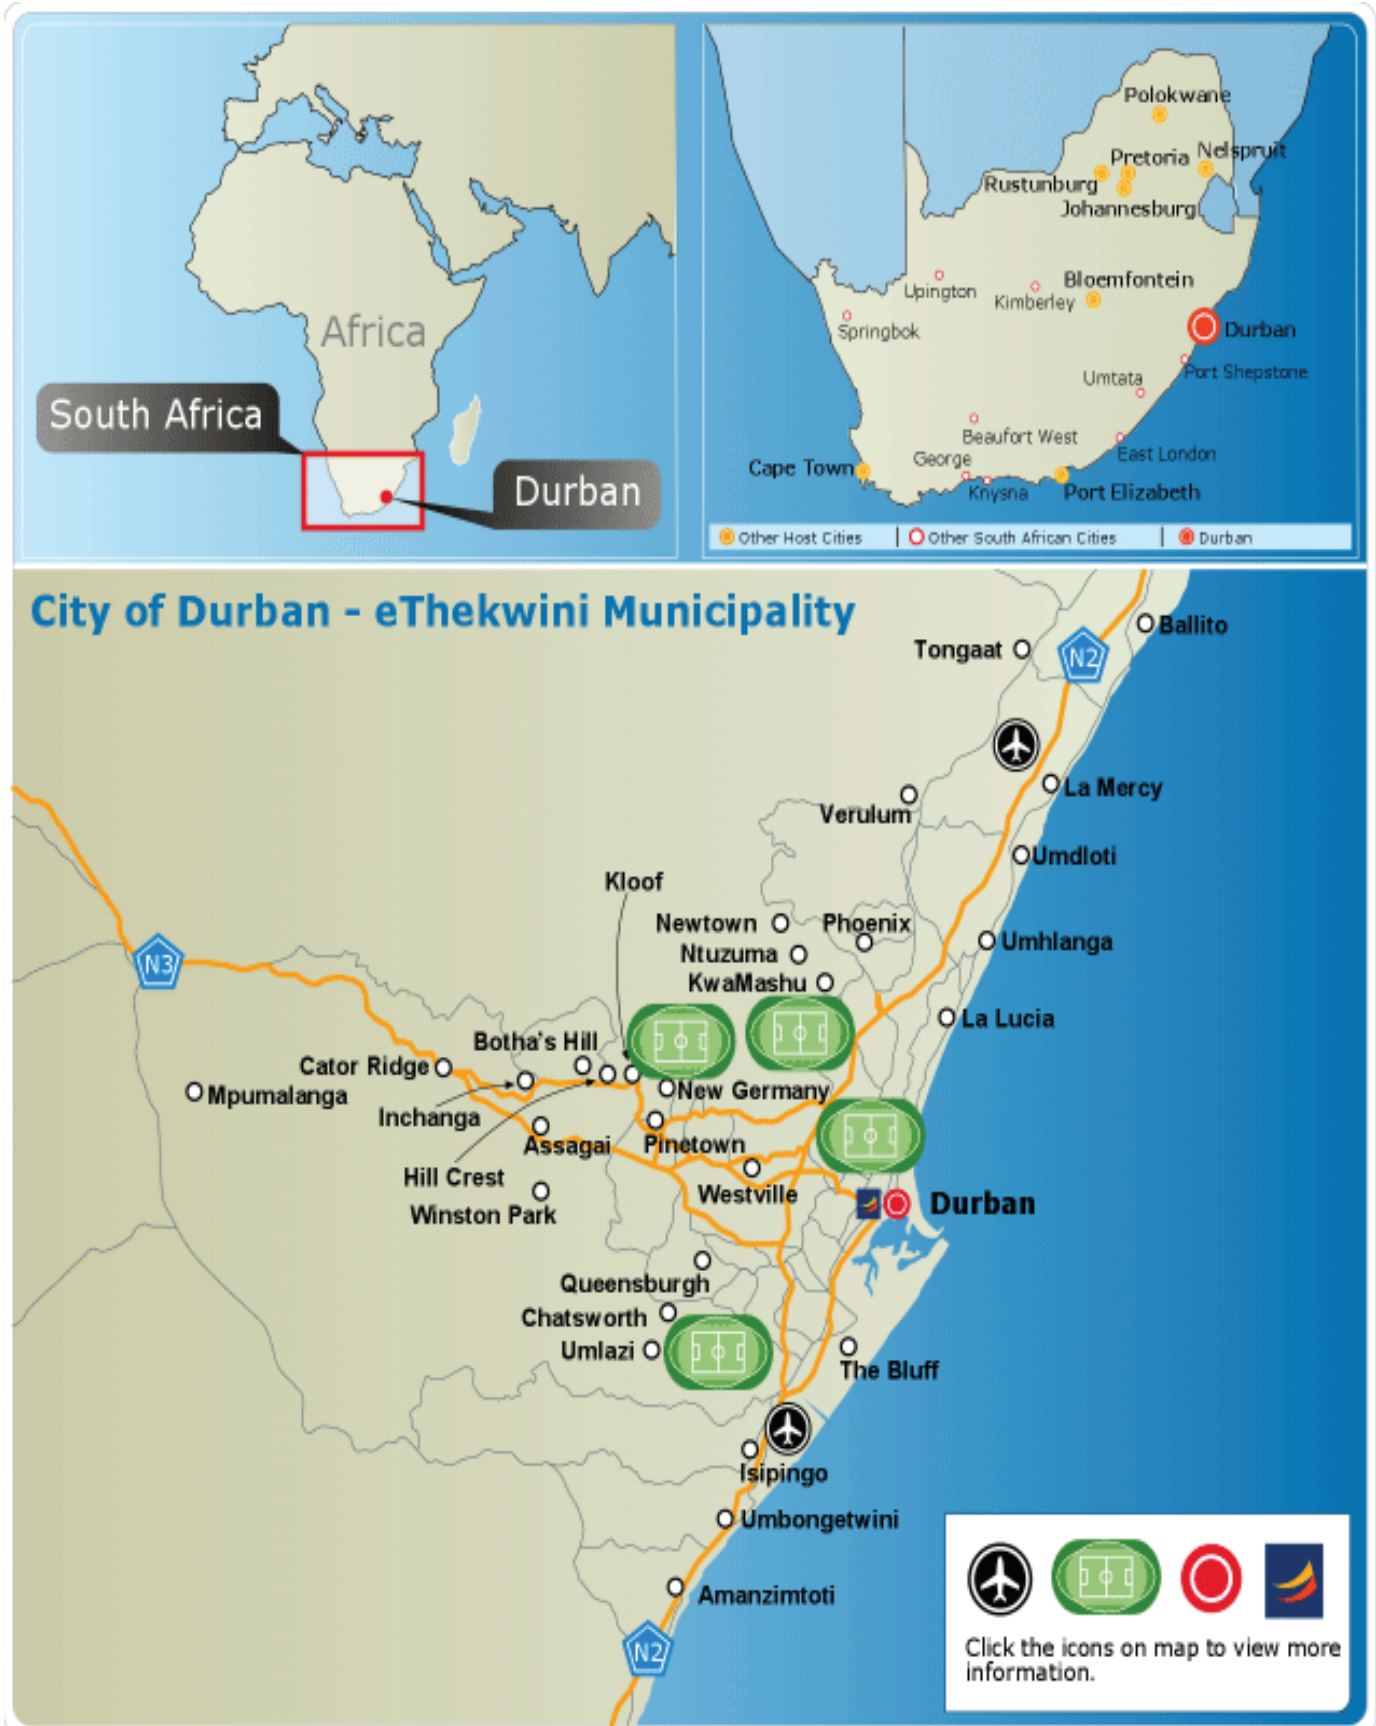 Africa
South Africa
Durban
Polokwane
Pretoria
Nelspruit
Rustunburg
Johannesburg
Upington
Kimberley
Bloemfontein
Springbok
Durban
Port Shepstone
Umtata
Beaufort West
East London
George
Cape Town
Knysna
Port Elizabeth
Other Host Cities
Other South African Cities
Durban
City of Durban - eThekwini Municipality
Ballito
Tongaat
N2
La Mercy
Verulum
Umdloti
Kloof
Newtown
Phoenix
Umhlanga
Ntuzuma
N3
KwaMashu
La Lucia
Botha's Hill
Cator Ridge
Mpumalanga
New Germany
Inchanga
Assagai
Pinetown
Hill Crest
Westville
Durban
Winston Park
Queensburgh
Chatsworth
Umlazi
The Bluff
Isipingo
Umbongetwini
Amanzimtoti
N2
Click the icons on map to view more
information.